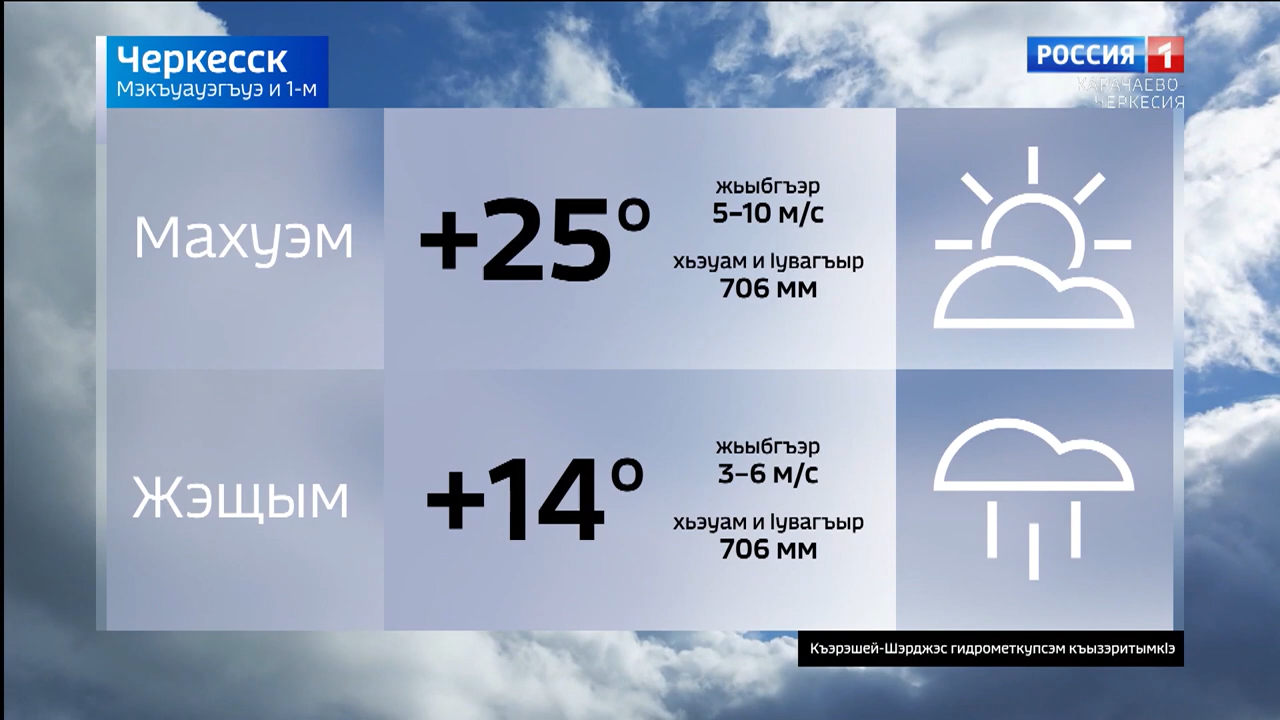 Черкесск
Мэкъуауэгъуэ и 1-м
РОССИЯ 1
КАРАЧАЕВО-
ЧЕРКЕСИЯ
Махуэм
+25°
жьыбгъэр
5–10 м/с
хьэуам и Iувагъыр
706 мм
Жэщым
+14°
жьыбгъэр
3–6 м/с
хьэуам и Iувагъыр
706 мм
Къэрэшей-Шэрджэс гидрометкупсэм къызэритымкIэ